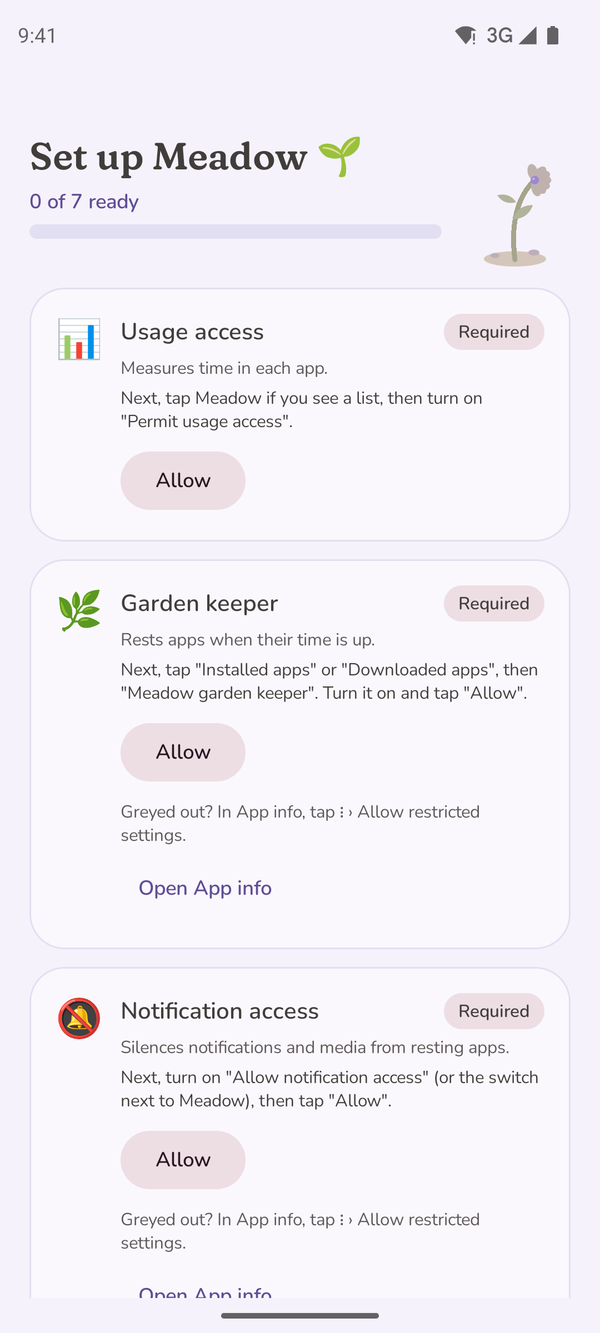 9:41
3G
Set up Meadow 🌱
0 of 7 ready
Usage access
Required
Measures time in each app.
Next, tap Meadow if you see a list, then turn on
"Permit usage access".
Allow
Garden keeper
Required
Rests apps when their time is up.
Next, tap "Installed apps" or "Downloaded apps", then
"Meadow garden keeper". Turn it on and tap "Allow".
Allow
Greyed out? In App info, tap ⋮ › Allow restricted
settings.
Open App info
Notification access
Required
Silences notifications and media from resting apps.
Next, turn on "Allow notification access" (or the switch
next to Meadow), then tap "Allow".
Allow
Greyed out? In App info, tap ⋮ › Allow restricted
settings.
Open App info